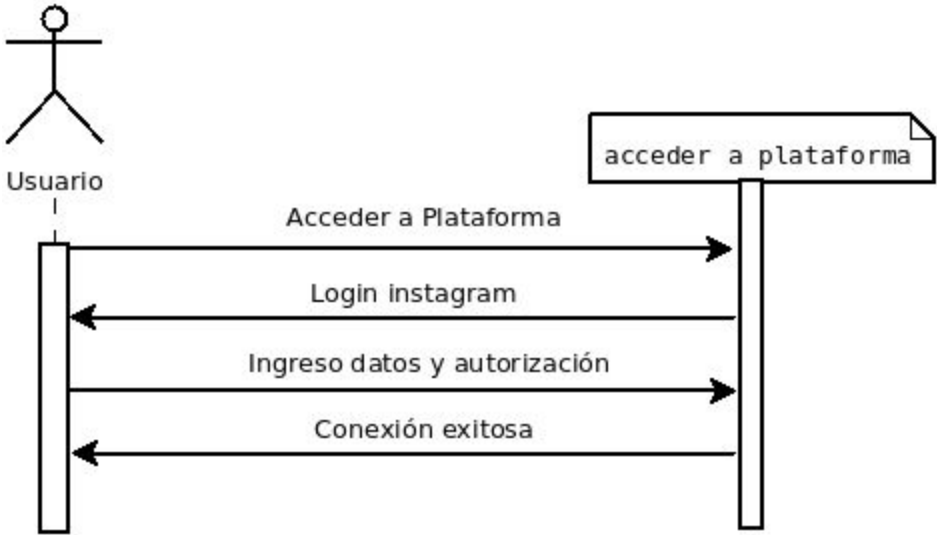 Usuario
acceder a plataforma
Acceder a Plataforma
Login instagram
Ingreso datos y autorización
Conexión exitosa